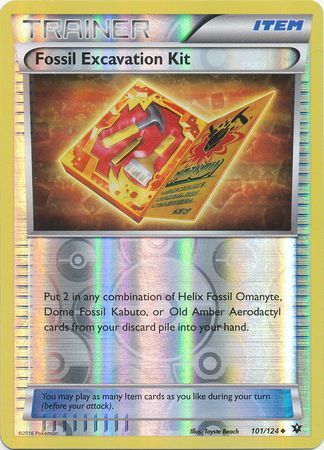 TRAINER
ITEM
Fossil Excavation Kit
Put 2 in any combination of Helix Fossil Omanyte,
Dome Fossil Kabuto, or Old Amber Aerodactyl
cards from your discard pile into your hand.
You may play as many Item cards as you like during your turn
(before your attack).
©2016 Pokémon
Illus. Toyste Beach
101/124